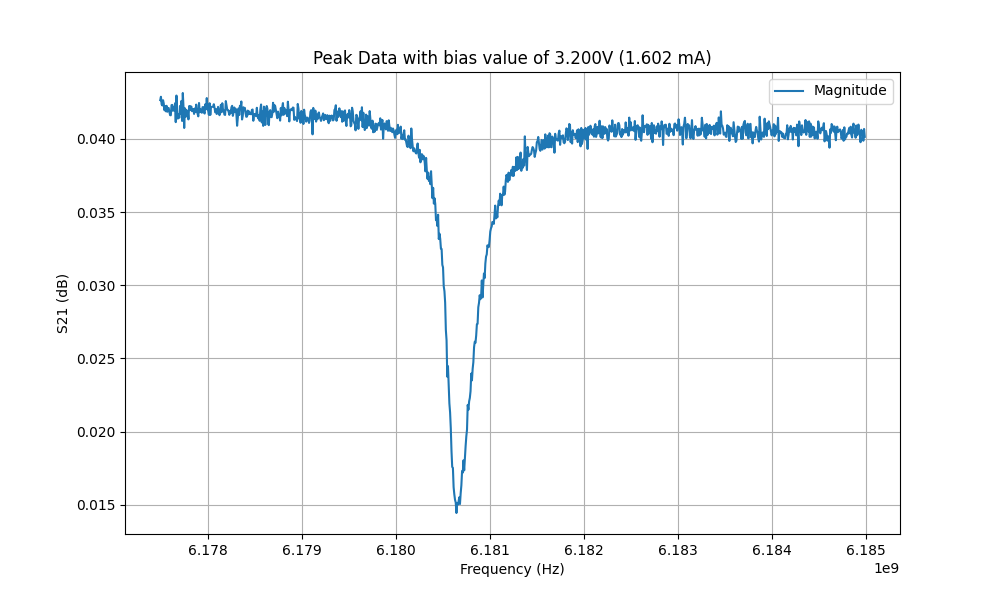 Peak Data with bias value of 3.200V (1.602 mA)
Magnitude
S21 (dB)
0.040
0.035
0.030
0.025
0.020
0.015
6.178 6.179 6.180 6.181 6.182 6.183 6.184 6.185
Frequency (Hz)
1e9